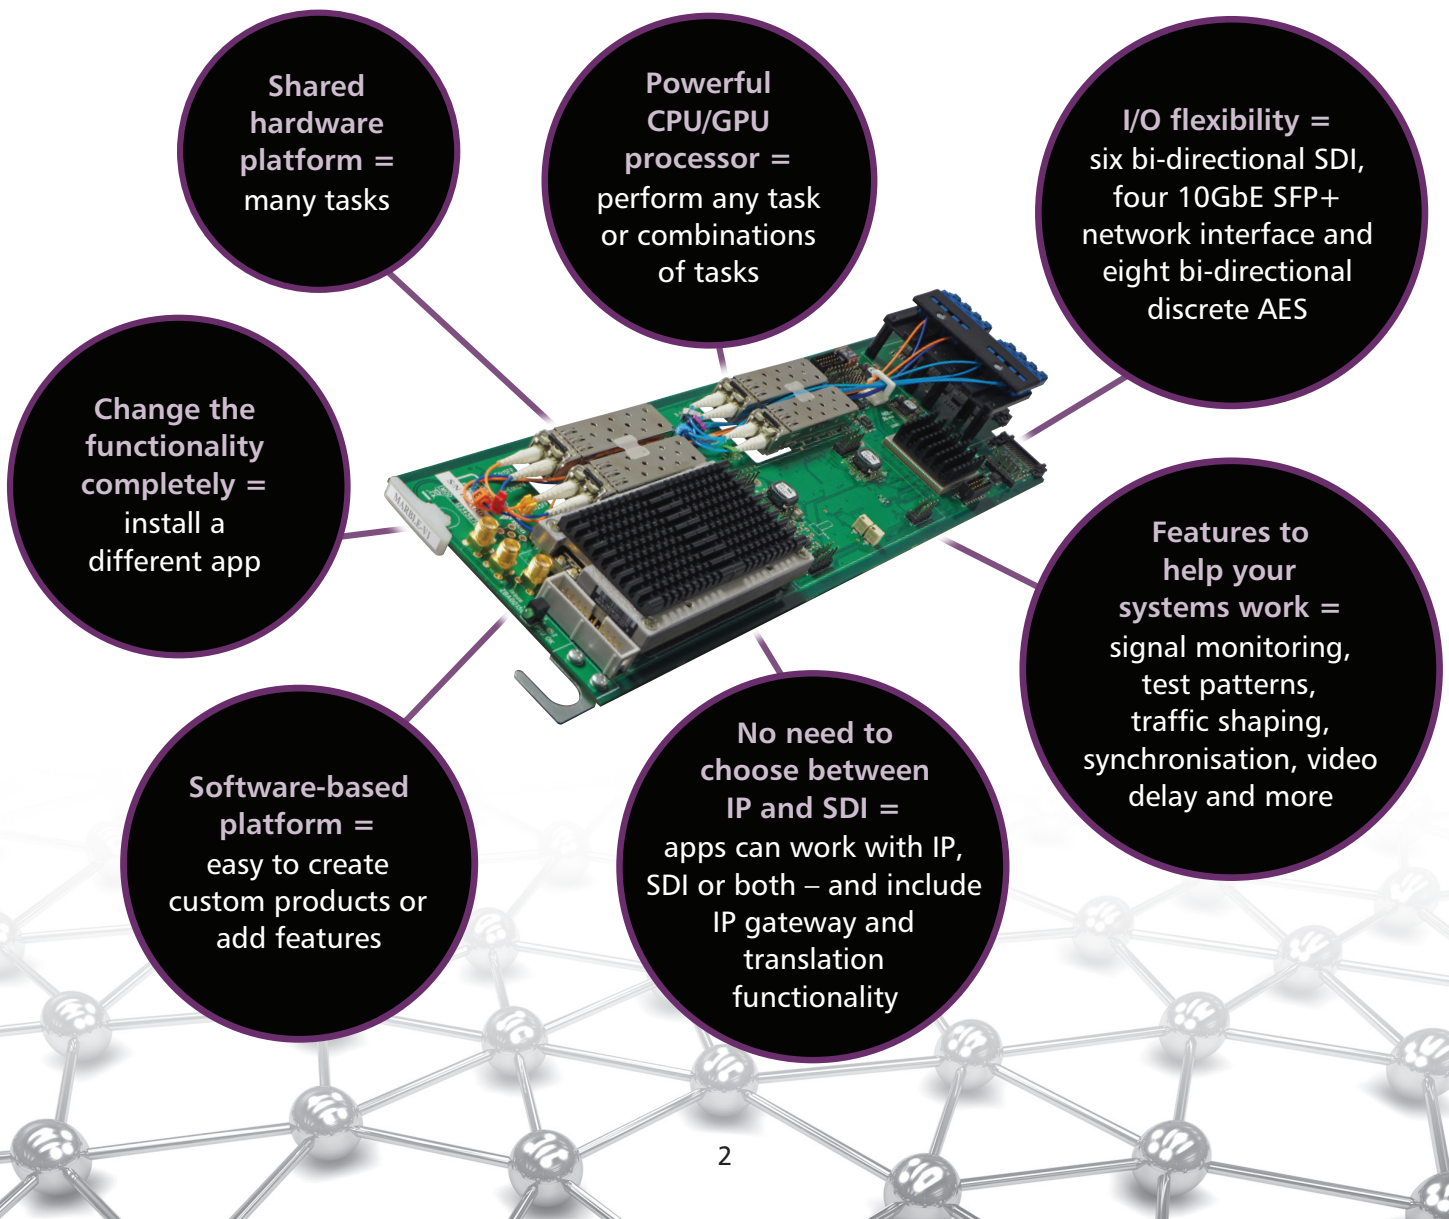 Shared
hardware
platform =
many tasks
Powerful
CPU/GPU
processor =
perform any task
or combinations
of tasks
I/O flexibility =
six bi-directional SDI,
four 10GbE SFP+
network interface and
eight bi-directional
discrete AES
Change the
functionality
completely =
install a
different app
MARBLE-V1
Features to
help your
systems work =
signal monitoring,
test patterns,
traffic shaping,
synchronisation, video
delay and more
Software-based
platform =
easy to create
custom products or
add features
No need to
choose between
IP and SDI =
apps can work with IP,
SDI or both – and include
IP gateway and
translation
functionality
2